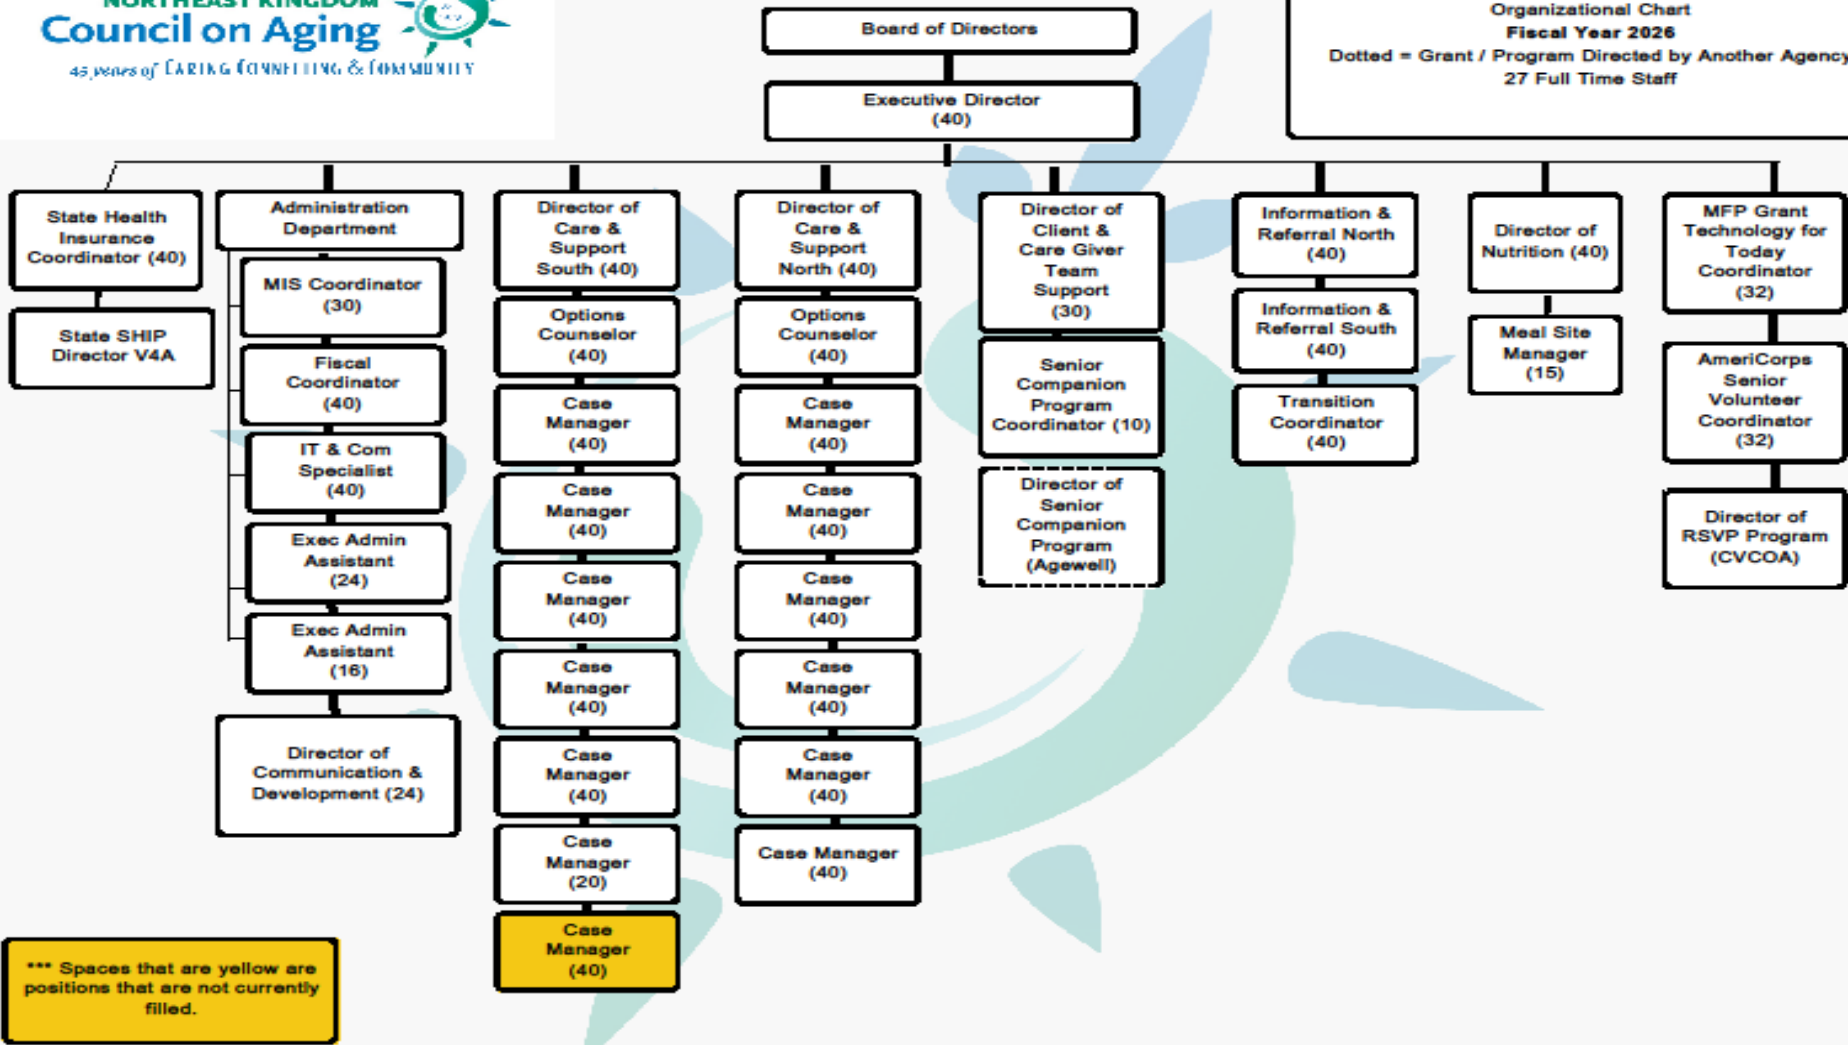 NORTHEAST KINGDOM
Council on Aging
45 years of CARING CONNECTING & COMMUNITY
Organizational Chart
Fiscal Year 2026
Dotted = Grant / Program Directed by Another Agency
27 Full Time Staff
Board of Directors
Executive Director
(40)
State Health
Insurance
Coordinator (40)
State SHIP
Director V4A
Administration
Department
MIS Coordinator
(30)
Fiscal
Coordinator
(40)
IT & Com
Specialist
(40)
Exec Admin
Assistant
(24)
Exec Admin
Assistant
(16)
Director of
Communication &
Development (24)
Director of
Care &
Support
South (40)
Options
Counselor
(40)
Case
Manager
(40)
Case
Manager
(40)
Case
Manager
(40)
Case
Manager
(40)
Case
Manager
(40)
Case
Manager
(20)
Case
Manager
(40)
Director of
Care &
Support
North (40)
Options
Counselor
(40)
Case
Manager
(40)
Case
Manager
(40)
Case
Manager
(40)
Case
Manager
(40)
Case
Manager
(40)
Case Manager
(40)
Director of
Client &
Care Giver
Team
Support
(30)
Senior
Companion
Program
Coordinator (10)
Director of
Senior
Companion
Program
(Agewell)
Information &
Referral North
(40)
Information &
Referral South
(40)
Transition
Coordinator
(40)
Director of
Nutrition (40)
Meal Site
Manager
(15)
MFP Grant
Technology for
Today
Coordinator
(32)
AmeriCorps
Senior
Volunteer
Coordinator
(32)
Director of
RSVP Program
(CVCOA)
*** Spaces that are yellow are
positions that are not currently
filled.